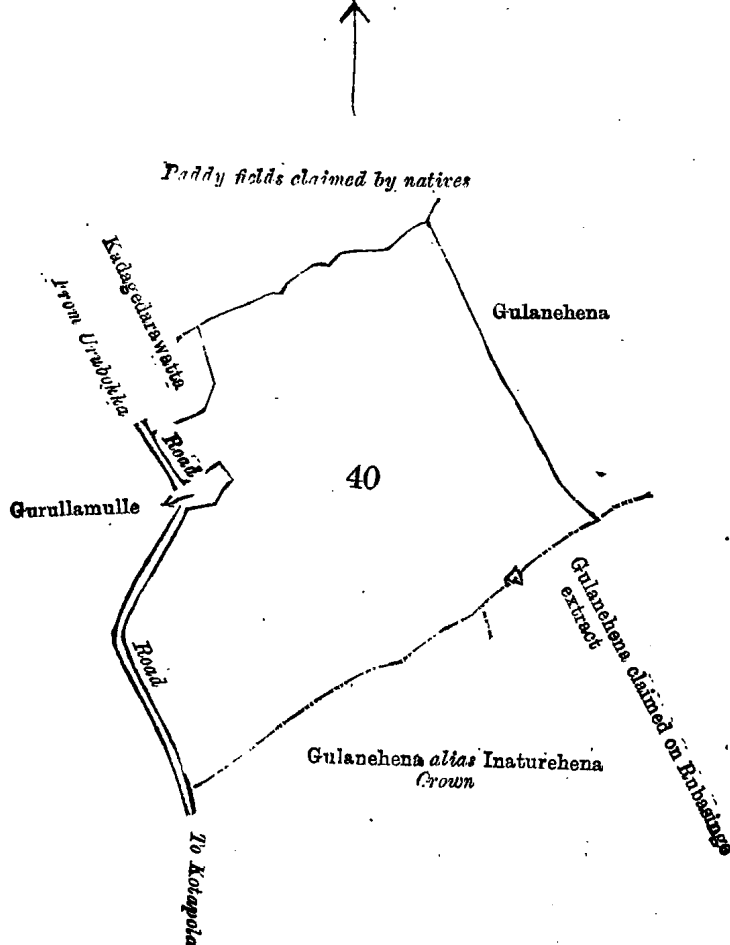 Paddy fields claimed by natives
Kadagedarawatta
From Urubokka
Gulanehena
Road
40
Gurullamulle
Gulanehena claimed on Rubasinge
extract
Road
Gulanehena alias Inaturehena
Crown
To Kotapola